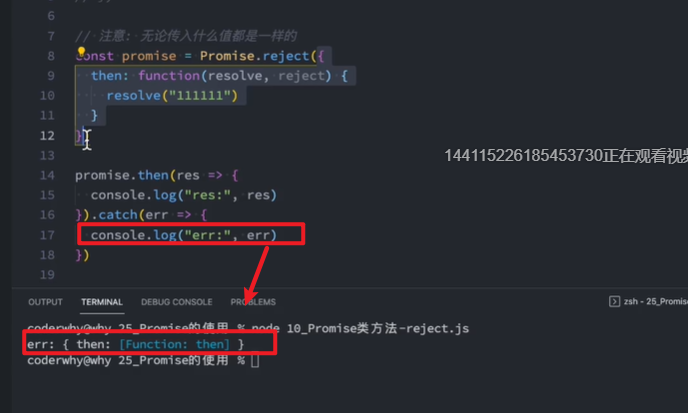 6
7 // 注意: 无论传入什么值都是一样的
8 const promise = Promise.reject({
9 then: function(resolve, reject) {
10 resolve("111111")
11 }
12 })
13
144115226185453730正在观看视频
14 promise.then(res => {
15 console.log("res:", res)
16 }).catch(err => {
17 console.log("err:", err)
18 })
19
OUTPUT TERMINAL DEBUG CONSOLE PROBLEMS zsh - 25_Promise
coderwhy@why 25_Promise的使用 % node 10_Promise类方法-reject.js
err: { then: [Function: then] }
coderwhy@why 25_Promise的使用 %